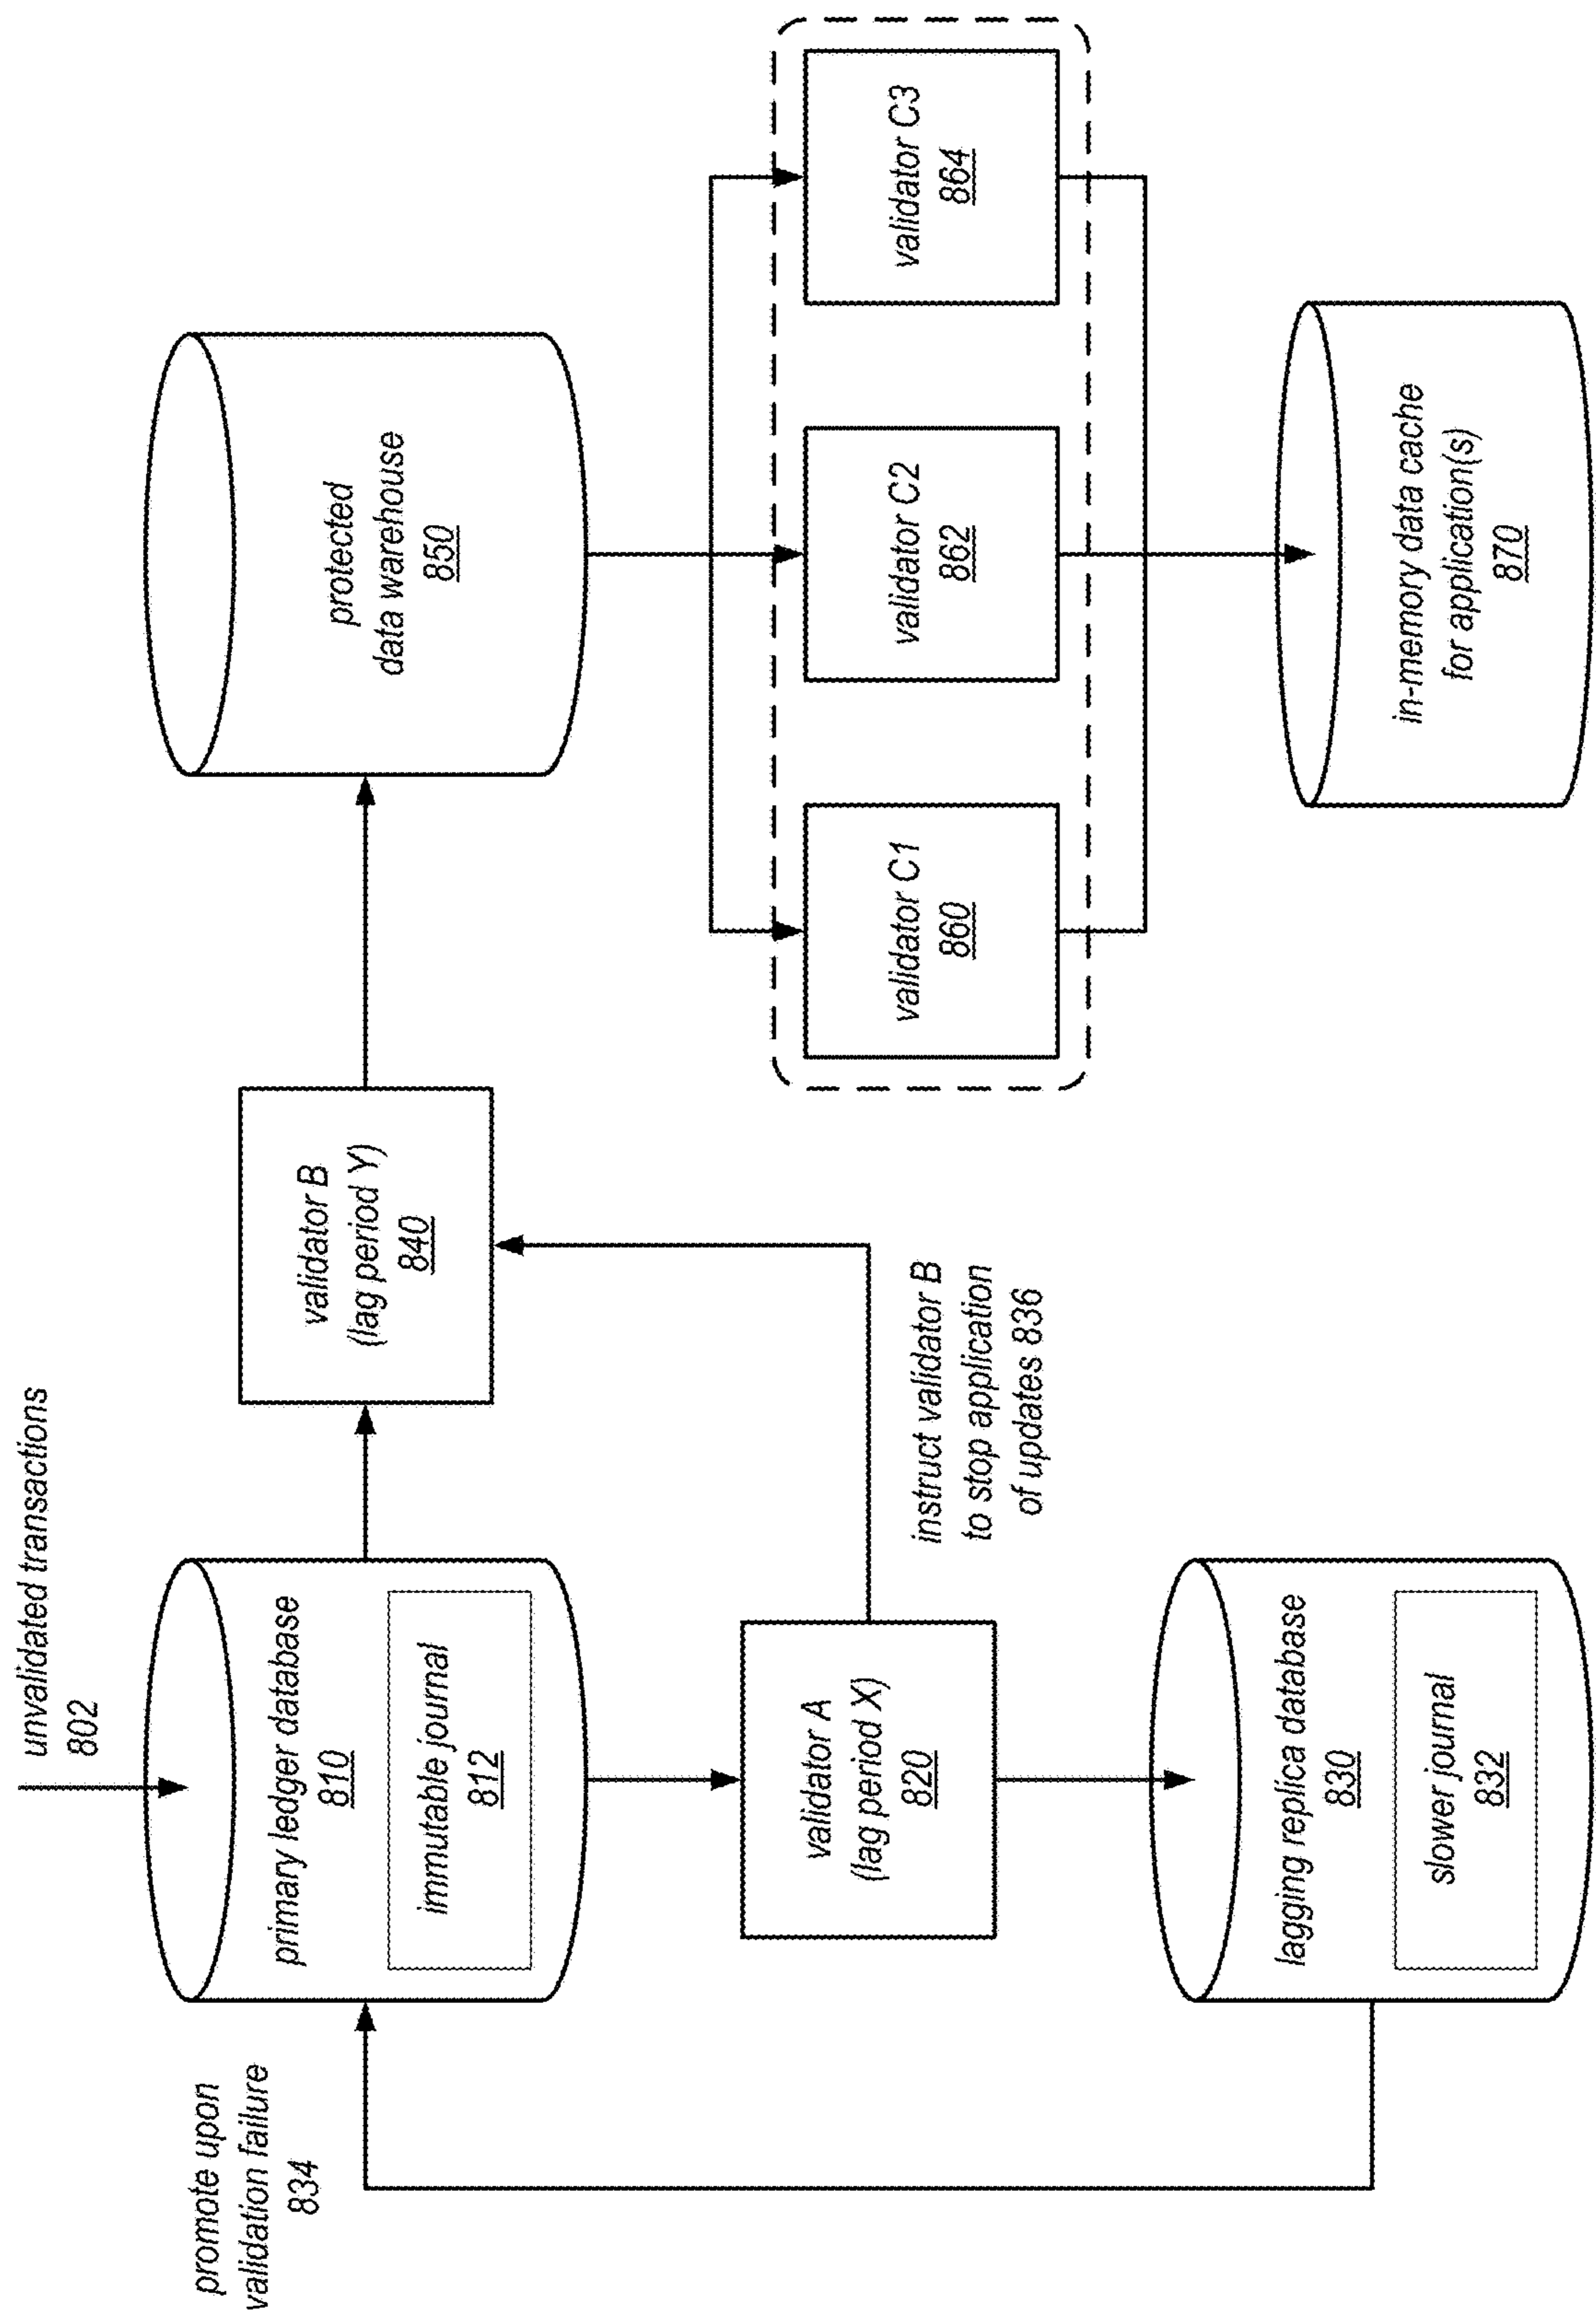 unvalidated transactions
802
promote upon
validation failure
834
primary ledger database
810
immutable journal
812
validator B
(lag period Y)
840
protected
data warehouse
850
validator A
(lag period X)
820
instruct validator B
to stop application
of updates 836
validator C1
860
validator C2
862
validator C3
864
lagging replica database
830
slower journal
832
in-memory data cache
for application(s)
870